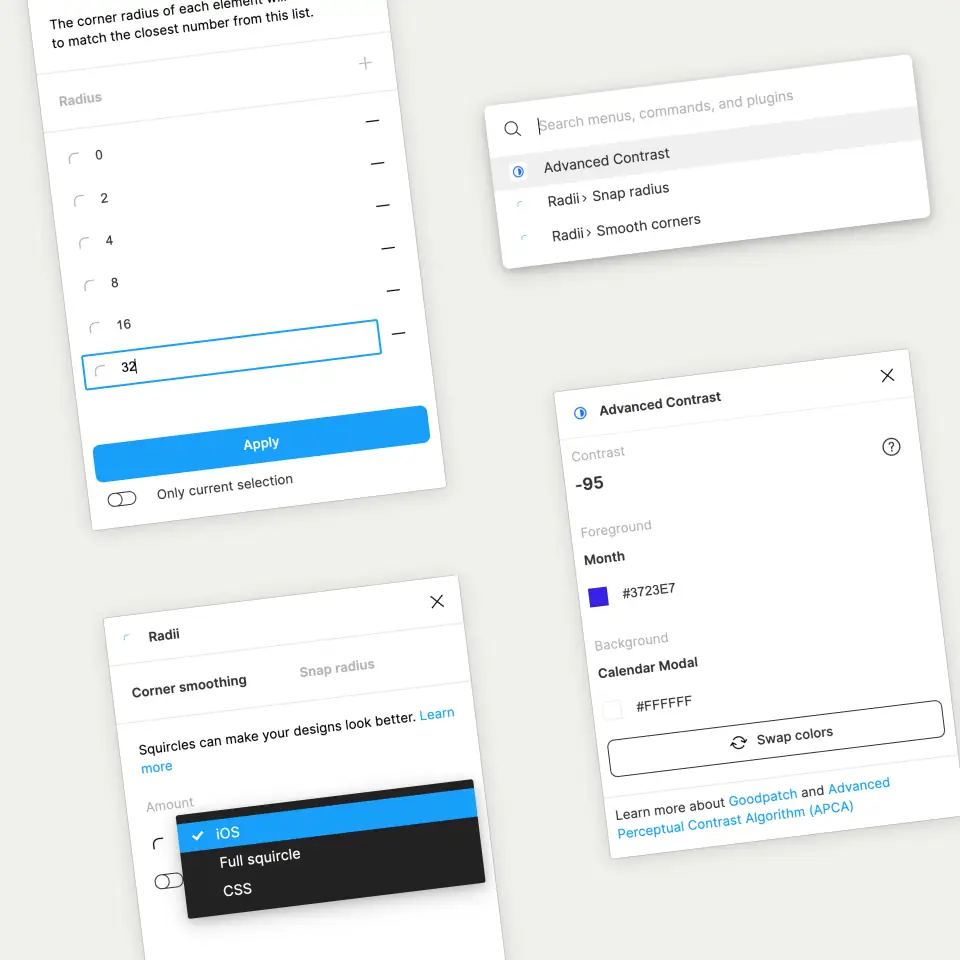 The corner radius of each element
to match the closest number from this list.
Radius
0
2
4
8
16
32
Apply
Only current selection
Search menus, commands, and plugins
Advanced Contrast
Radii › Snap radius
Radii › Smooth corners
Advanced Contrast
Contrast
-95
?
Foreground
Month
#3723E7
Background
Calendar Modal
#FFFFFF
Swap colors
Learn more about Goodpatch and Advanced
Perceptual Contrast Algorithm (APCA)
Radii
Corner smoothing
Snap radius
Squircles can make your designs look better. Learn
more
Amount
iOS
Full squircle
CSS